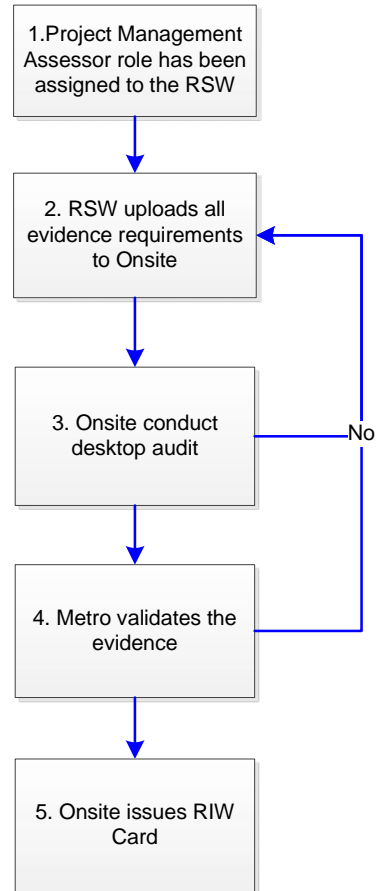 1.Project Management
Assessor role has been
assigned to the RSW
2. RSW uploads all
evidence requirements
to Onsite
3. Onsite conduct
desktop audit
No
4. Metro validates the
evidence
5. Onsite issues RIW
Card